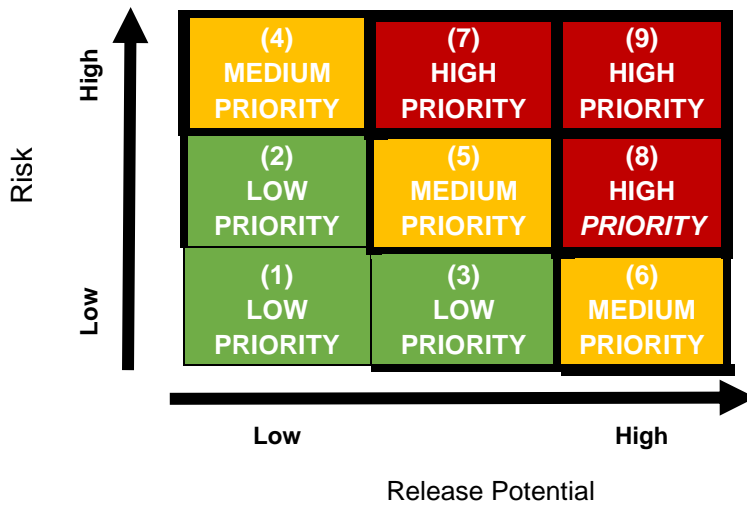 (4)
MEDIUM
PRIORITY
(7)
HIGH
PRIORITY
(9)
HIGH
PRIORITY
High
(2)
LOW
PRIORITY
(5)
MEDIUM
PRIORITY
(8)
HIGH
PRIORITY
Risk
(1)
LOW
PRIORITY
(3)
LOW
PRIORITY
(6)
MEDIUM
PRIORITY
Low
Low
High
Release Potential